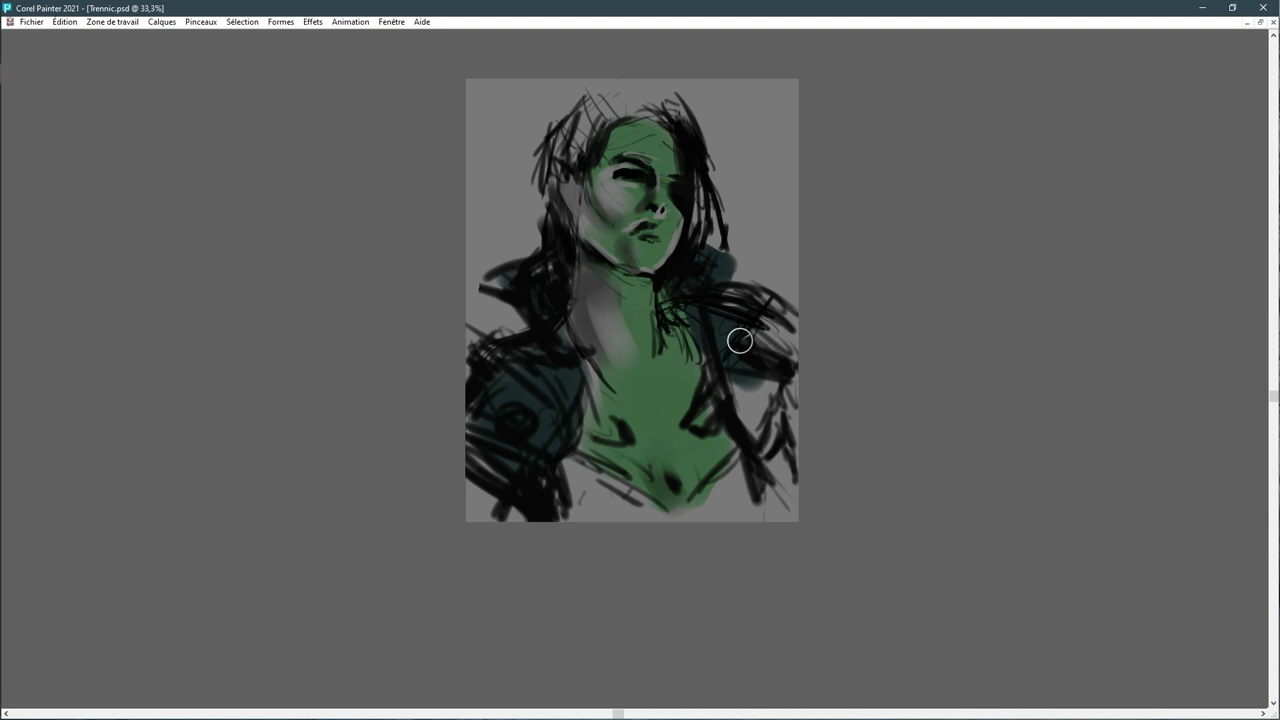 Corel Painter 2021 - [Trennic.psd @ 33,3%]
Fichier Édition Zone de travail Calques Pinceaux Sélection Formes Effets Animation Fenêtre Aide